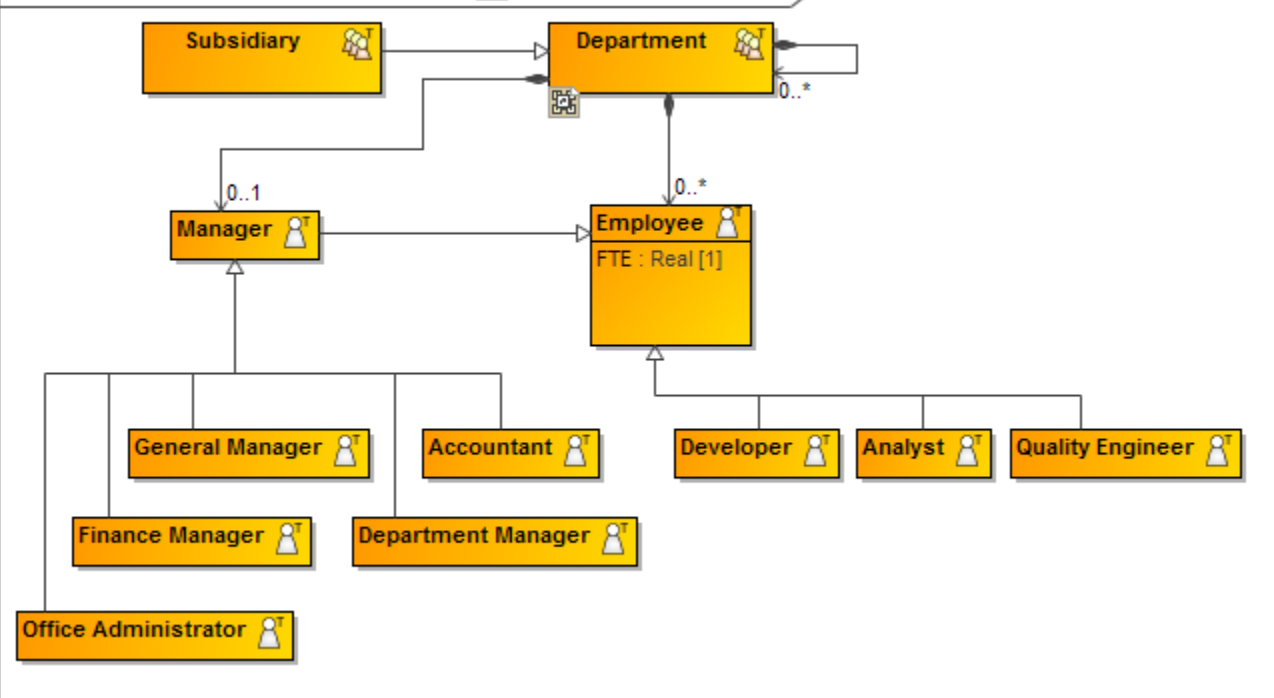 Subsidiary
Department
0..*
0..1
0..*
Manager
Employee
FTE : Real [1]
General Manager
Accountant
Developer
Analyst
Quality Engineer
Finance Manager
Department Manager
Office Administrator